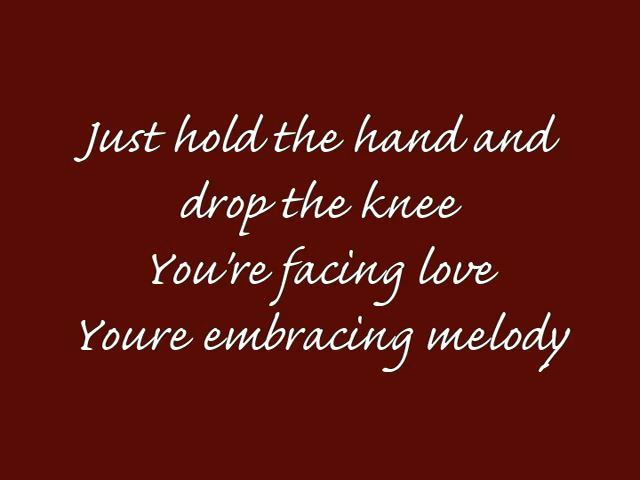 Just hold the hand and
drop the knee
You're facing love
Youre embracing melody